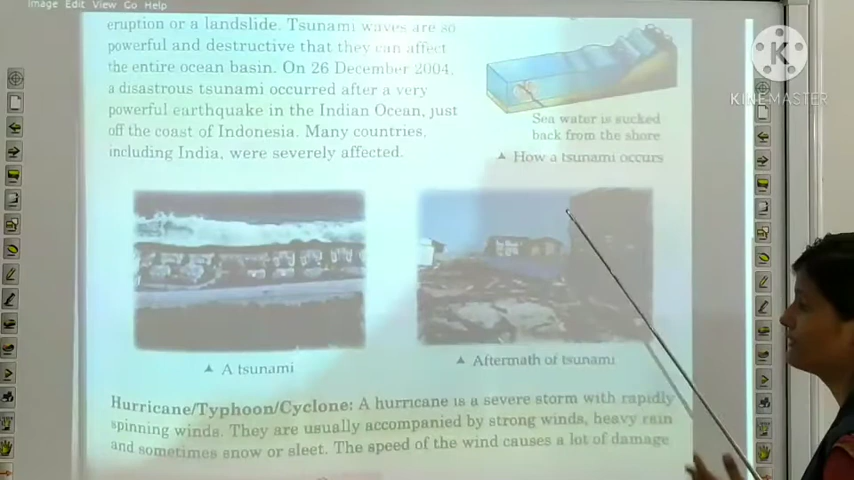 Image Edit View Co Help
eruption or a landslide. Tsunami waves are so
powerful and destructive that they can affect
the entire ocean basin. On 26 December 2004,
a disastrous tsunami occurred after a very
powerful earthquake in the Indian Ocean, just
off the coast of Indonesia. Many countries,
including India, were severely affected.
Sea water is sucked
back from the shore
▲ How a tsunami occurs
▲ A tsunami
▲ Aftermath of tsunami
Hurricane/Typhoon/Cyclone: A hurricane is a severe storm with rapidly
spinning winds. They are usually accompanied by strong winds, heavy rain
and sometimes snow or sleet. The speed of the wind causes a lot of damage
KINEMASTER